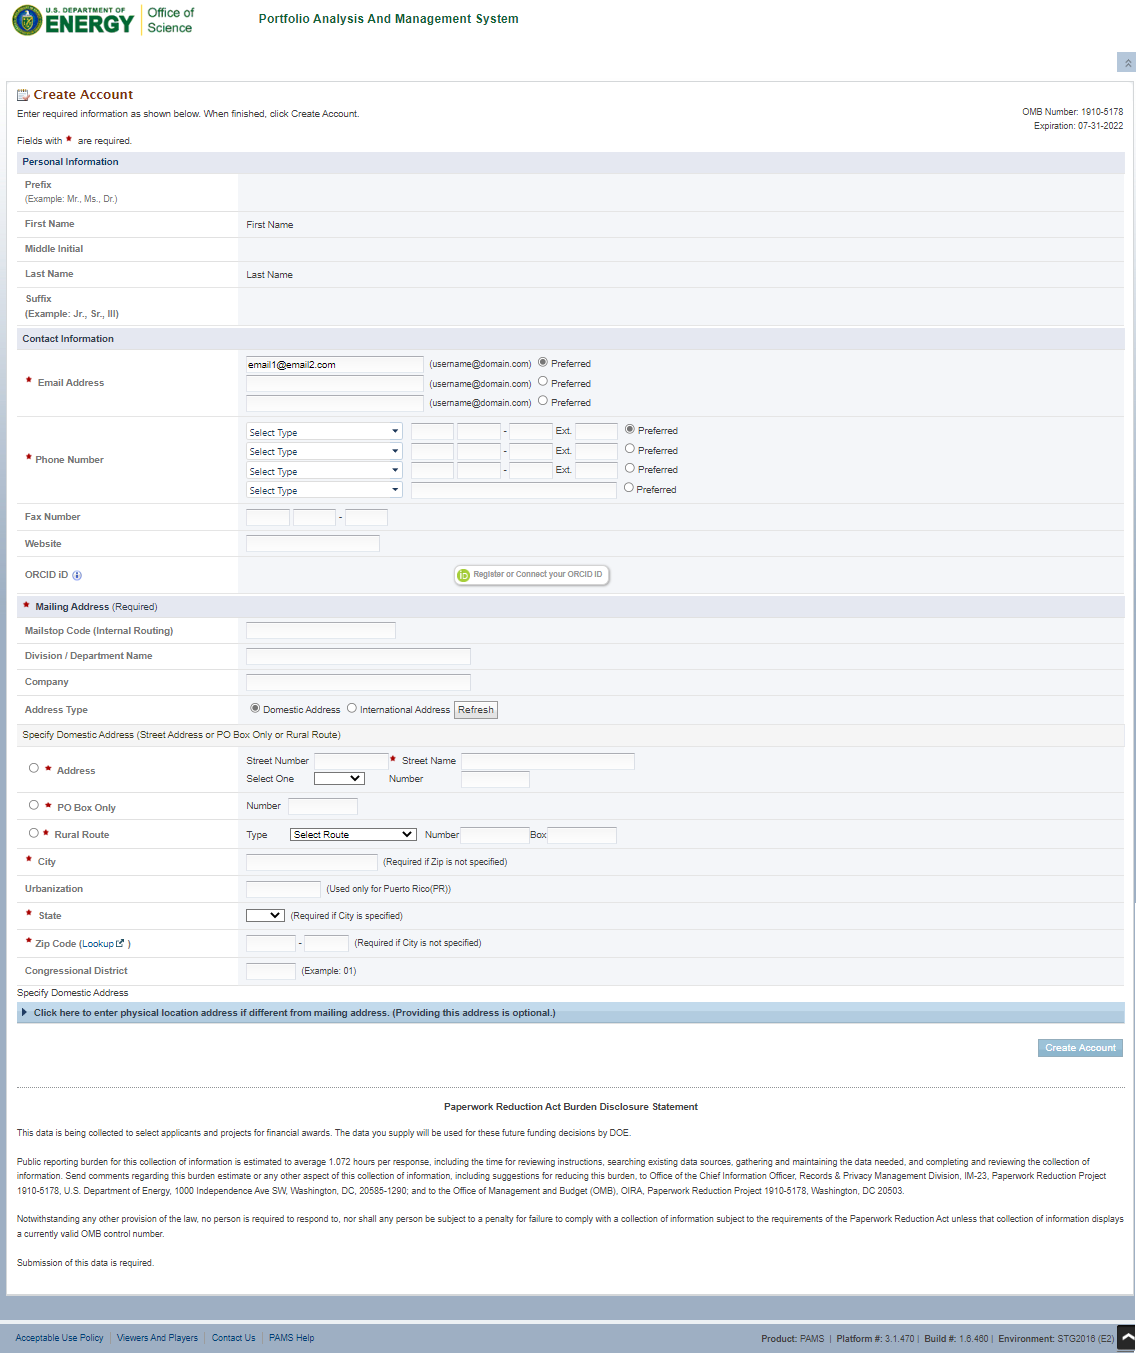 U.S. DEPARTMENT OF
ENERGY
Office of
Science
Portfolio Analysis And Management System
Create Account
Enter required information as shown below. When finished, click Create Account.
OMB Number: 1910-5178
Expiration: 07-31-2022
Fields with * are required.
Personal Information
Prefix
(Example: Mr., Ms., Dr.)
First Name First Name
Middle Initial
Last Name Last Name
Suffix
(Example: Jr., Sr., III)
Contact Information
* Email Address
email1@email2.com (username@domain.com) Preferred
(username@domain.com) Preferred
(username@domain.com) Preferred
* Phone Number
Select Type - Ext. Preferred
Select Type - Ext. Preferred
Select Type - Ext. Preferred
Select Type Preferred
Fax Number -
Website
ORCID iD iD Register or Connect your ORCID ID
* Mailing Address (Required)
Mailstop Code (Internal Routing)
Division / Department Name
Company
Address Type Domestic Address International Address Refresh
Specify Domestic Address (Street Address or PO Box Only or Rural Route)
* Address
Street Number * Street Name
Select One Number
* PO Box Only Number
* Rural Route Type Select Route Number Box
* City (Required if Zip is not specified)
Urbanization (Used only for Puerto Rico(PR))
* State (Required if City is specified)
* Zip Code (Lookup ) - (Required if City is not specified)
Congressional District (Example: 01)
Specify Domestic Address
Click here to enter physical location address if different from mailing address. (Providing this address is optional.)
Create Account
Paperwork Reduction Act Burden Disclosure Statement
This data is being collected to select applicants and projects for financial awards. The data you supply will be used for these future funding decisions by DOE.
Public reporting burden for this collection of information is estimated to average 1.072 hours per response, including the time for reviewing instructions, searching existing data sources, gathering and maintaining the data needed, and completing and reviewing the collection of
information. Send comments regarding this burden estimate or any other aspect of this collection of information, including suggestions for reducing this burden, to Office of the Chief Information Officer, Records & Privacy Management Division, IM-23, Paperwork Reduction Project
1910-5178, U.S. Department of Energy, 1000 Independence Ave SW, Washington, DC, 20585-1290; and to the Office of Management and Budget (OMB), OIRA, Paperwork Reduction Project 1910-5178, Washington, DC 20503.
Notwithstanding any other provision of the law, no person is required to respond to, nor shall any person be subject to a penalty for failure to comply with a collection of information subject to the requirements of the Paperwork Reduction Act unless that collection of information displays
a currently valid OMB control number.
Submission of this data is required.
Acceptable Use Policy | Viewers And Players | Contact Us | PAMS Help
Product: PAMS | Platform #: 3.1.470 | Build #: 1.6.460 | Environment: STG2016 (E2)